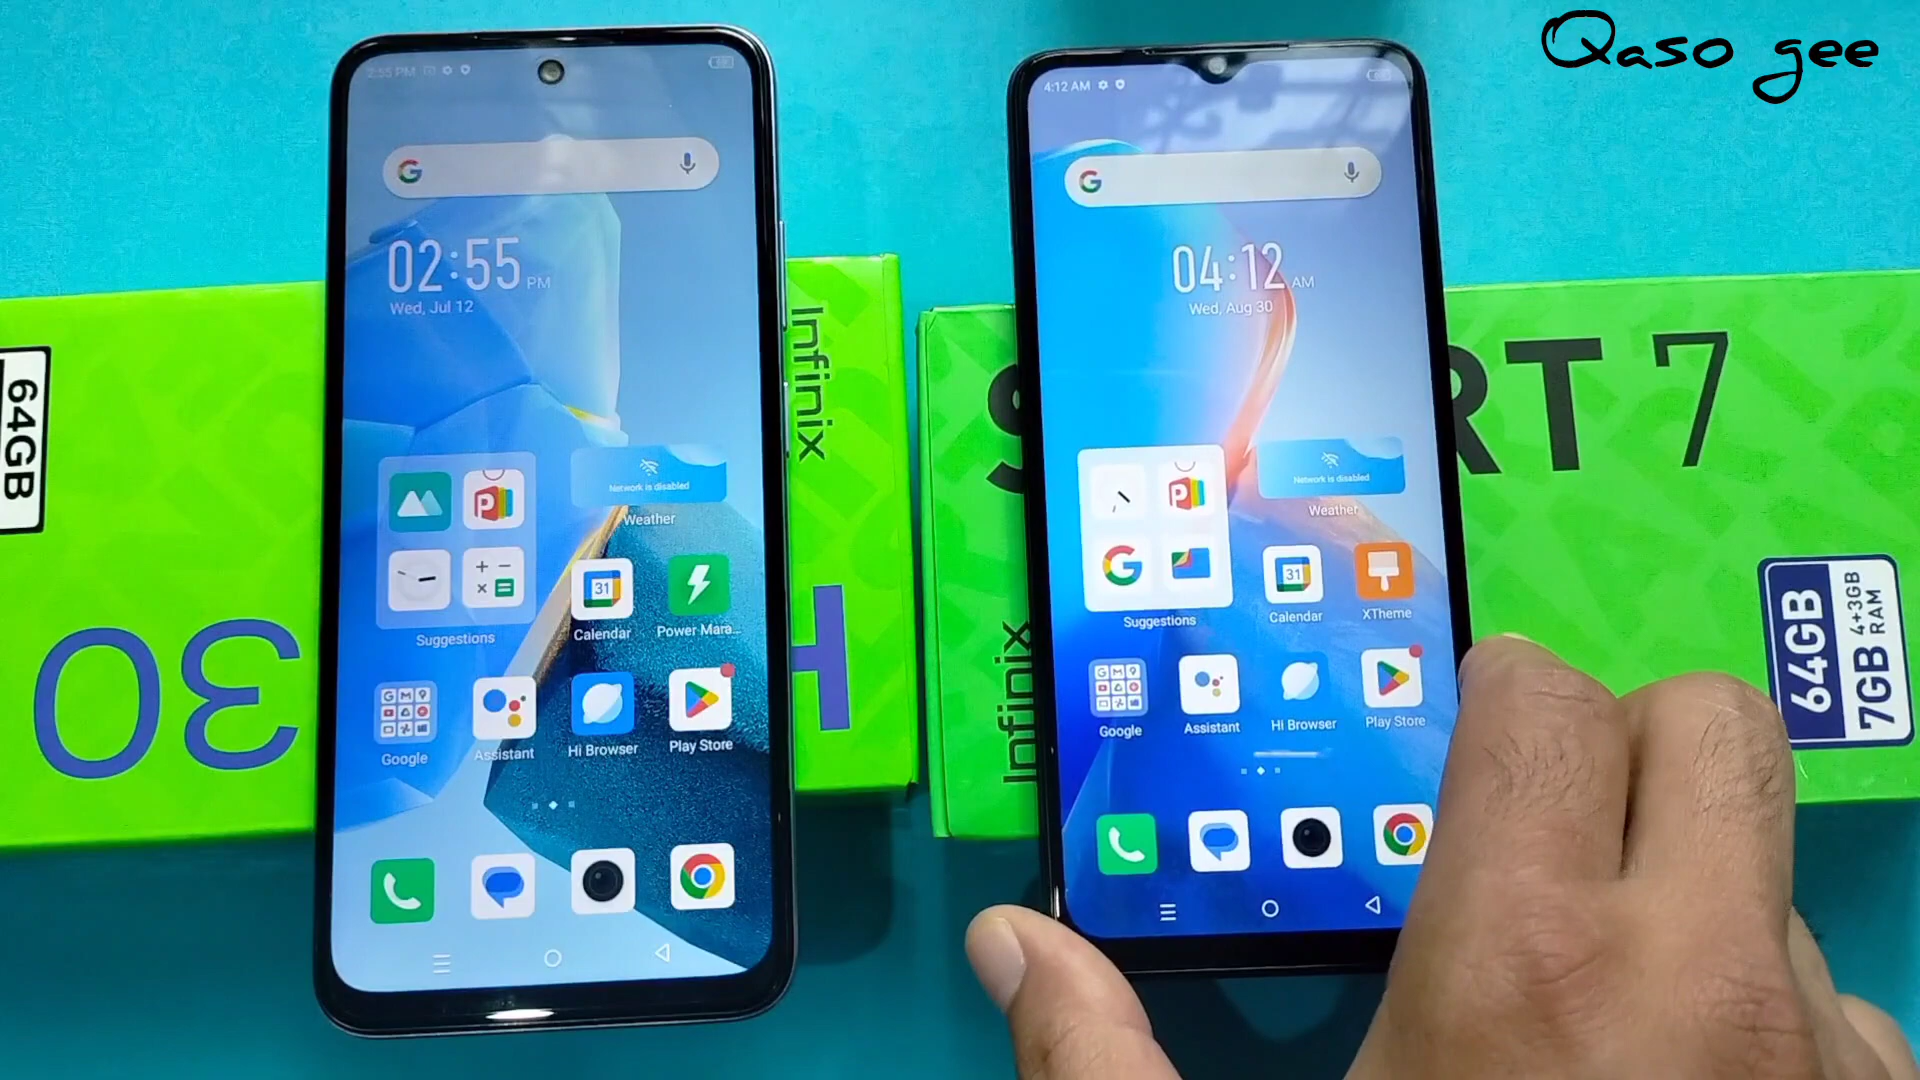 Qaso gee
2:55 PM
4:12 AM
02:55 PM
Wed, Jul 12
04:12 AM
Wed, Aug 30
64GB
30
Infinix
H
S RT 7
Infinix
64GB
4+3GB
7GB RAM
Network is disabled
Weather
31
Calendar
Power Mara...
Suggestions
Google
Assistant
Hi Browser
Play Store
Network is disabled
Weather
31
Suggestions
Calendar
XTheme
Google
Assistant
Hi Browser
Play Store